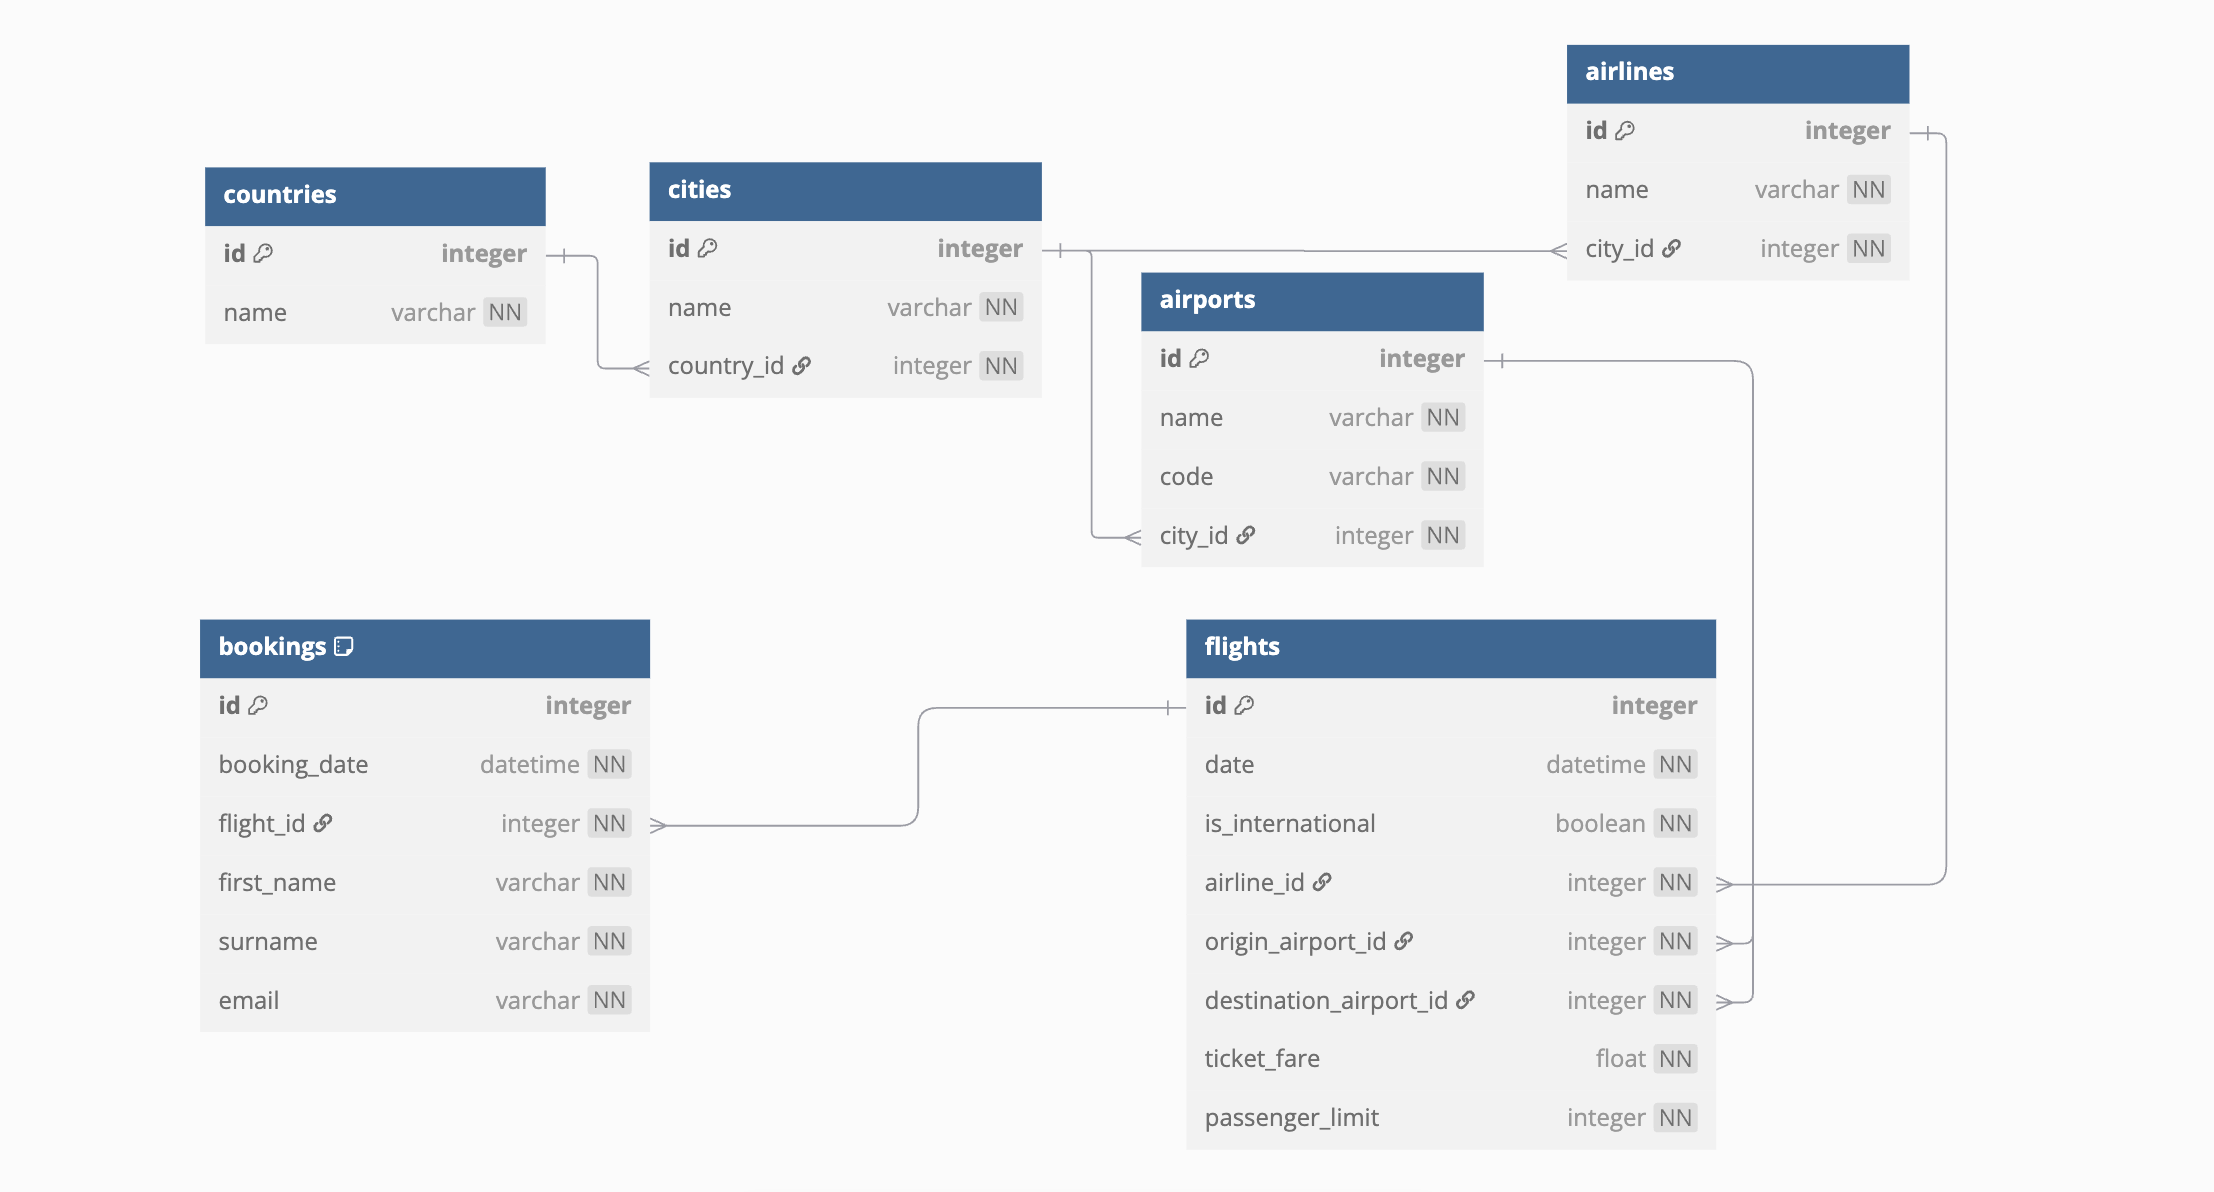 airlines
id integer
name varchar NN
city_id integer NN
countries
id integer
name varchar NN
cities
id integer
name varchar NN
country_id integer NN
airports
id integer
name varchar NN
code varchar NN
city_id integer NN
bookings
id integer
booking_date datetime NN
flight_id integer NN
first_name varchar NN
surname varchar NN
email varchar NN
flights
id integer
date datetime NN
is_international boolean NN
airline_id integer NN
origin_airport_id integer NN
destination_airport_id integer NN
ticket_fare float NN
passenger_limit integer NN